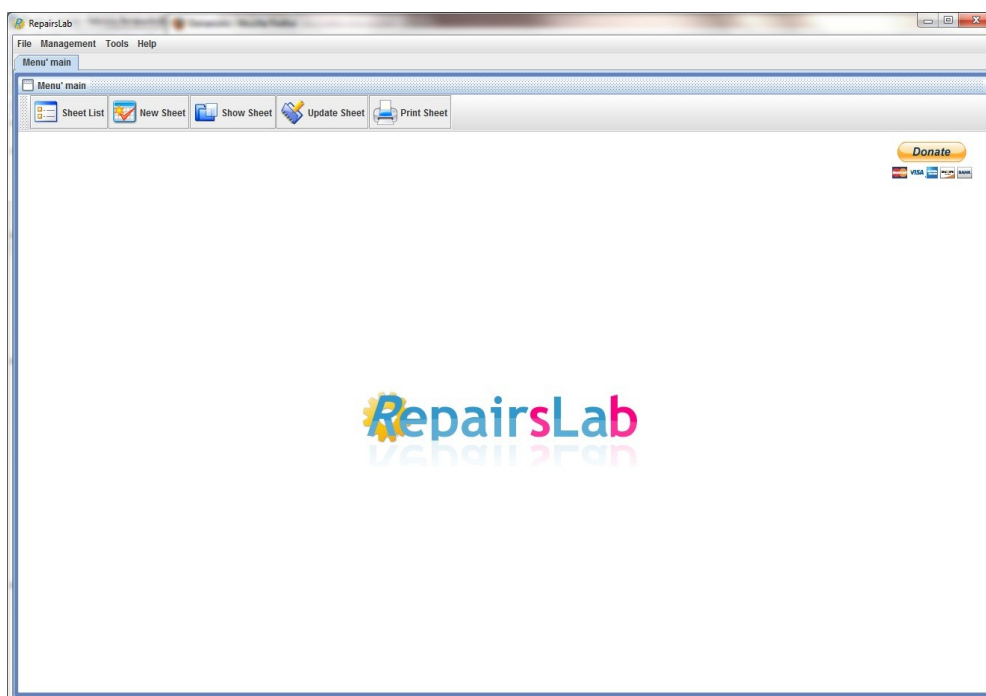 RepairsLab
File Management Tools Help
Menu' main
Menu' main
Sheet List New Sheet Show Sheet Update Sheet Print Sheet
Donate
VISA
RepairsLab